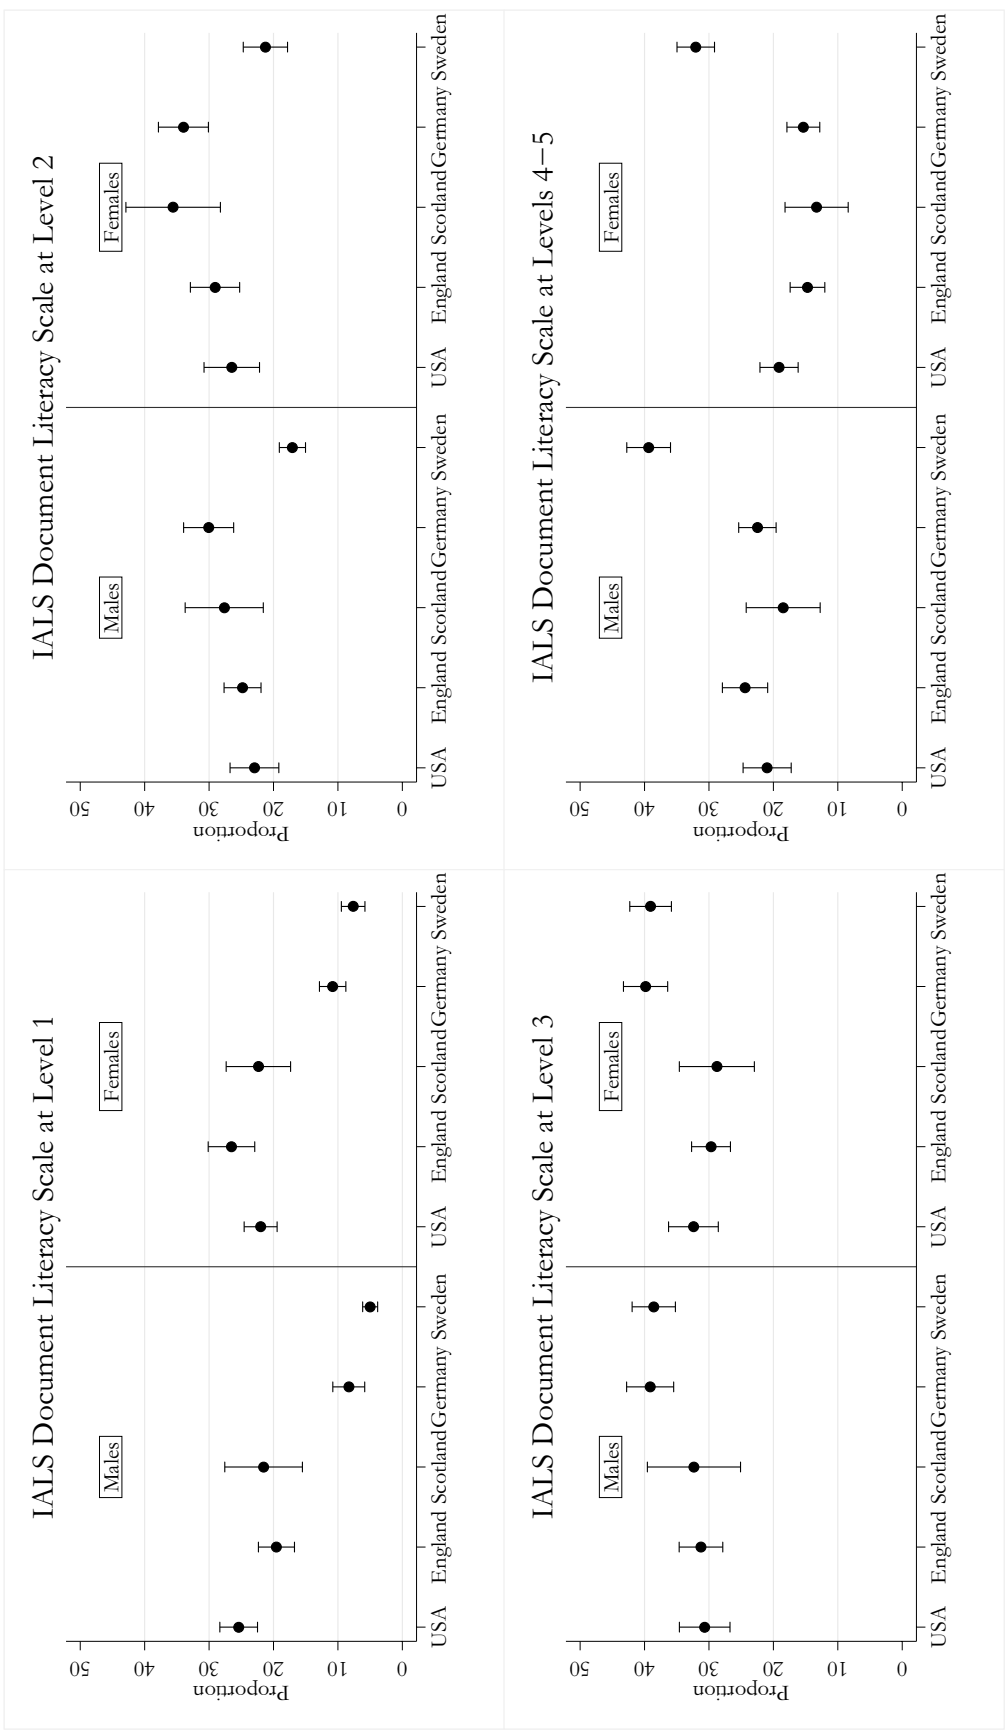 IALS Document Literacy Scale at Level 1
Males
Females
Proportion
50
40
30
20
10
0
USA England Scotland Germany Sweden USA England Scotland Germany Sweden
IALS Document Literacy Scale at Level 2
Males
Females
Proportion
50
40
30
20
10
0
USA England Scotland Germany Sweden USA England Scotland Germany Sweden
IALS Document Literacy Scale at Level 3
Males
Females
Proportion
50
40
30
20
10
0
USA England Scotland Germany Sweden USA England Scotland Germany Sweden
IALS Document Literacy Scale at Levels 4−5
Males
Females
Proportion
50
40
30
20
10
0
USA England Scotland Germany Sweden USA England Scotland Germany Sweden